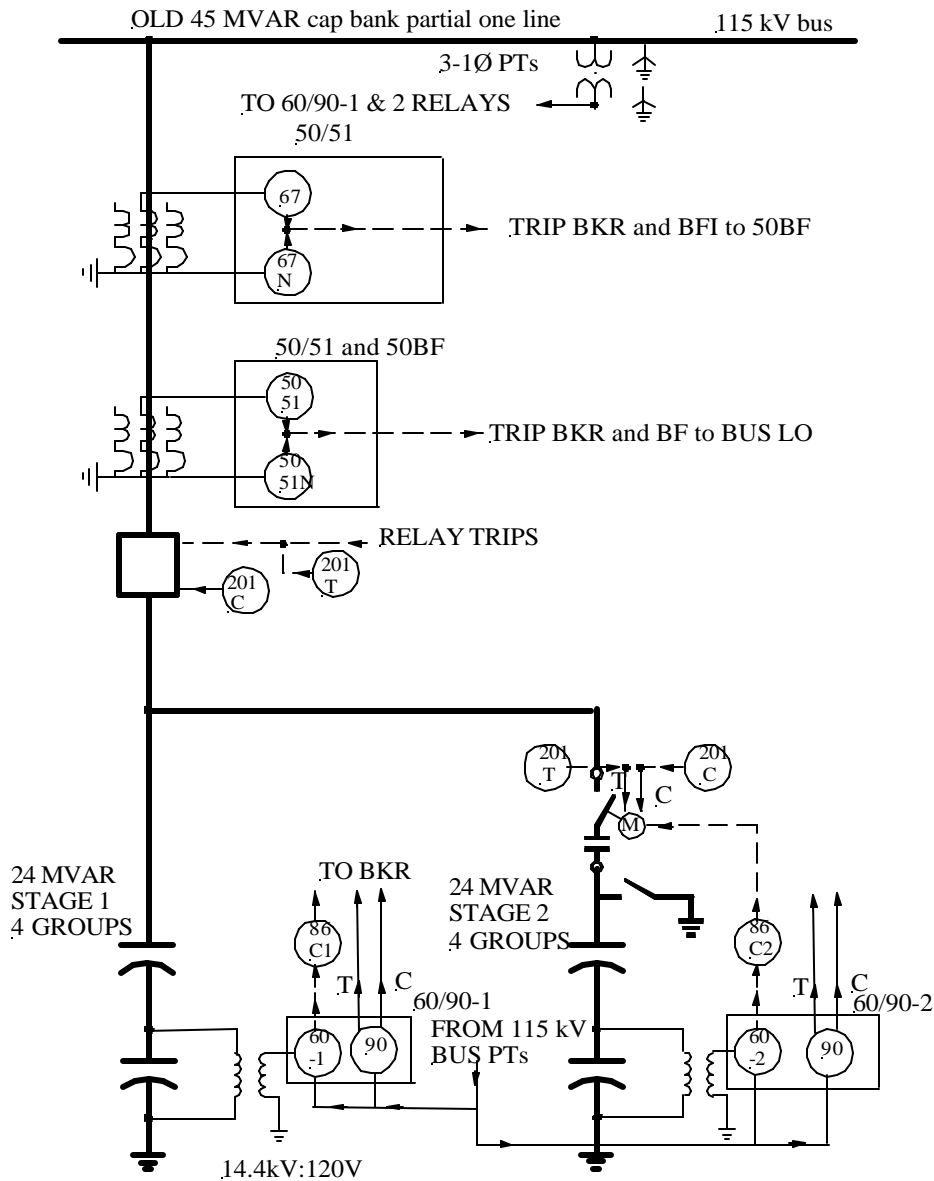 OLD 45 MVAR cap bank partial one line
115 kV bus
3-1Ø PTs
TO 60/90-1 & 2 RELAYS
50/51
67
67
N
TRIP BKR and BFI to 50BF
50/51 and 50BF
50
51
50
51N
TRIP BKR and BF to BUS LO
RELAY TRIPS
201
C
201
T
201
T
201
C
T
C
M
24 MVAR
STAGE 1
4 GROUPS
TO BKR
86
C1
T
C
60/90-1
60
-1
90
FROM 115 kV
BUS PTs
24 MVAR
STAGE 2
4 GROUPS
86
C2
T
C
60/90-2
60
-2
90
14.4kV:120V